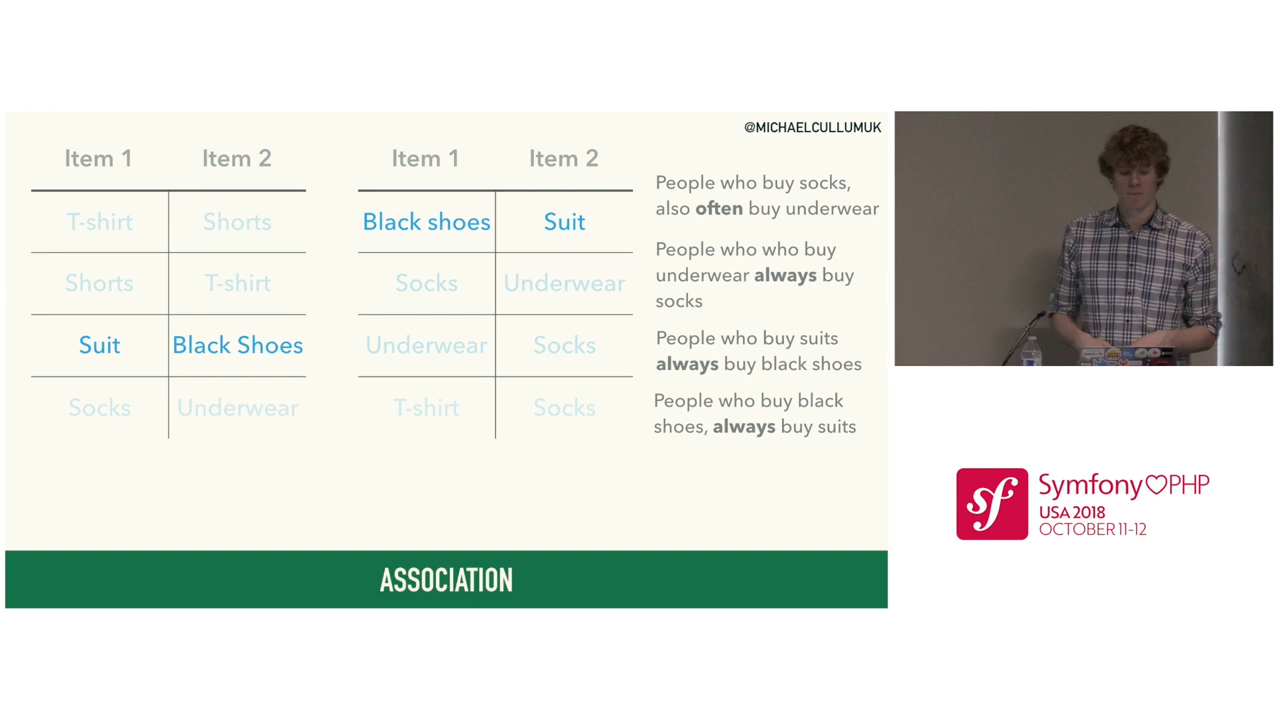 @MICHAELCULLUMUK
Item 1 Item 2
T-shirt Shorts
Shorts T-shirt
Suit Black Shoes
Socks Underwear
Item 1 Item 2
Black shoes Suit
Socks Underwear
Underwear Socks
T-shirt Socks
People who buy socks,
also often buy underwear
People who who buy
underwear always buy
socks
People who buy suits
always buy black shoes
People who buy black
shoes, always buy suits
ASSOCIATION
sf
Symfony♡PHP
USA 2018
OCTOBER 11-12